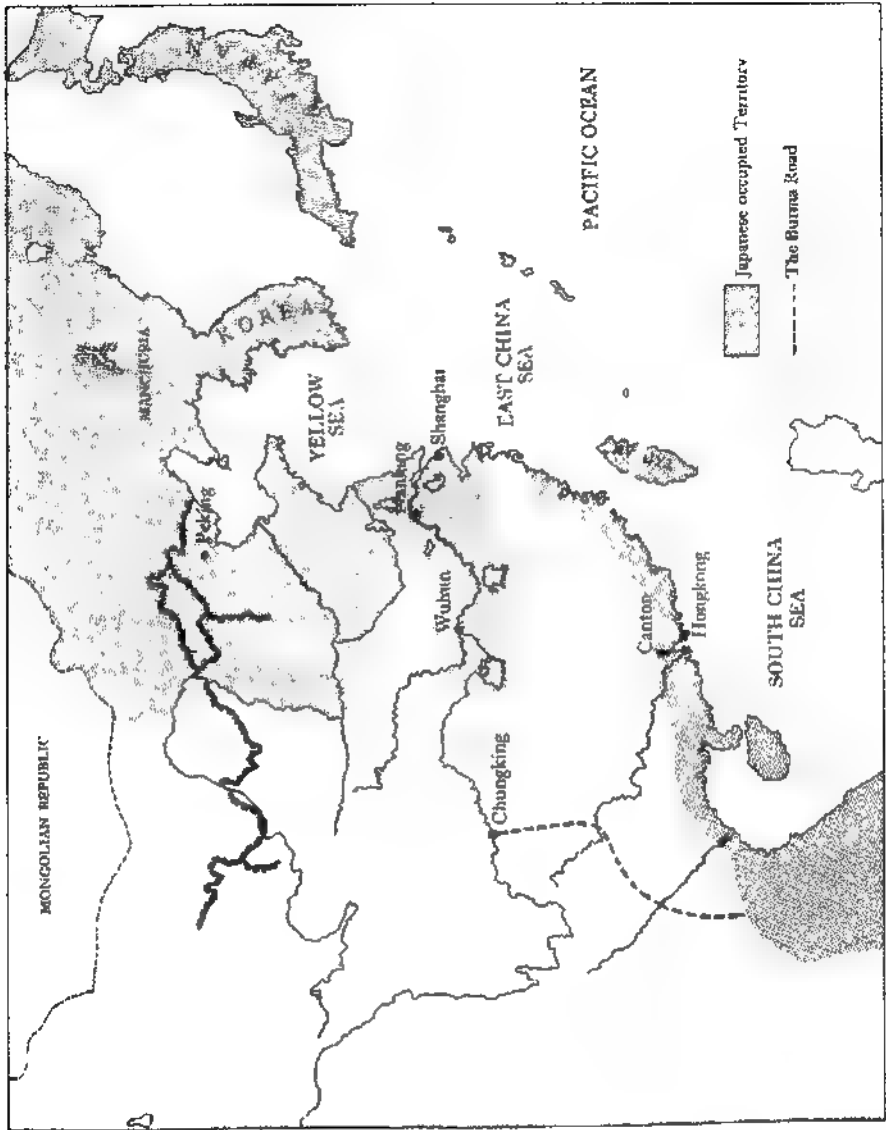 MONGOLIAN REPUBLIC
MANCHURIA
KOREA
Peking
YELLOW
SEA
Shanghai
Wuhun
Chungking
EAST CHINA
SEA
PACIFIC OCEAN
Canton
Hongkong
SOUTH CHINA
SEA
Japanese occupied Territory
The Burma Road